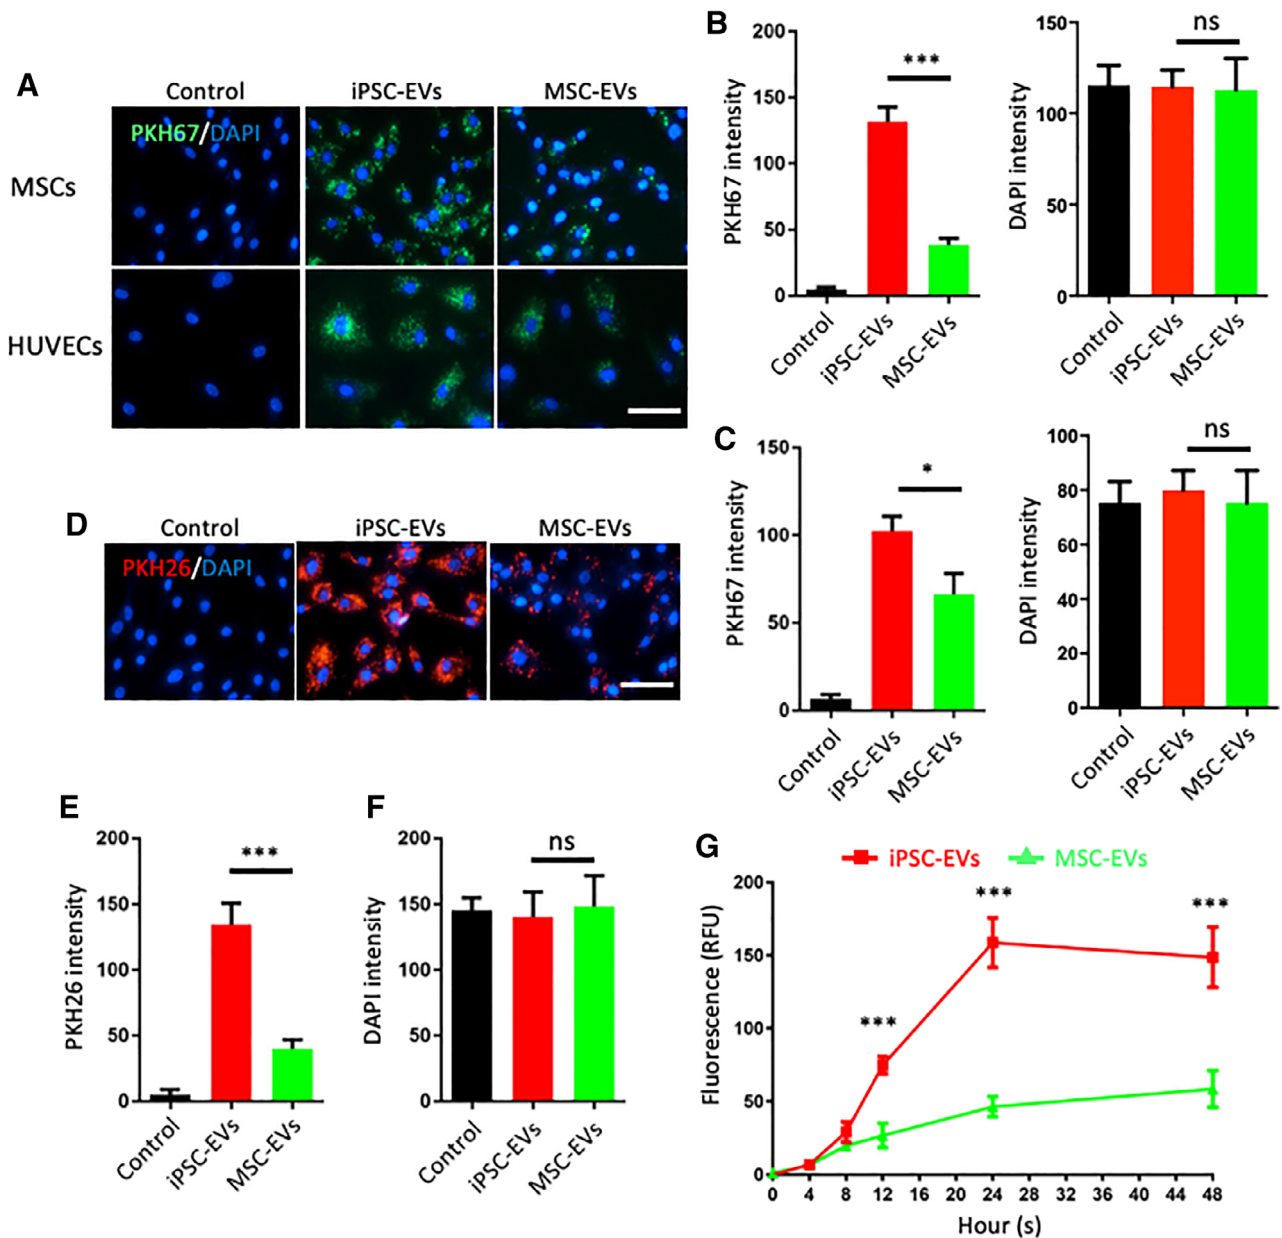 A
Control
iPSC-EVs
MSC-EVs
PKH67/DAPI
MSCs
HUVECs
B
PKH67 intensity
200
150
100
50
0
***
Control
iPSC-EVs
MSC-EVs
DAPI intensity
150
100
50
0
ns
Control
iPSC-EVs
MSC-EVs
C
PKH67 intensity
150
100
50
0
*
Control
iPSC-EVs
MSC-EVs
DAPI intensity
100
80
60
40
20
0
ns
Control
iPSC-EVs
MSC-EVs
D
Control
iPSC-EVs
MSC-EVs
PKH26/DAPI
E
PKH26 intensity
200
150
100
50
0
***
Control
iPSC-EVs
MSC-EVs
F
DAPI intensity
200
150
100
50
0
ns
Control
iPSC-EVs
MSC-EVs
G
iPSC-EVs
MSC-EVs
Fluorescence (RFU)
200
150
100
50
0
***
***
***
0 4 8 12 16 20 24 28 32 36 40 44 48
Hour (s)